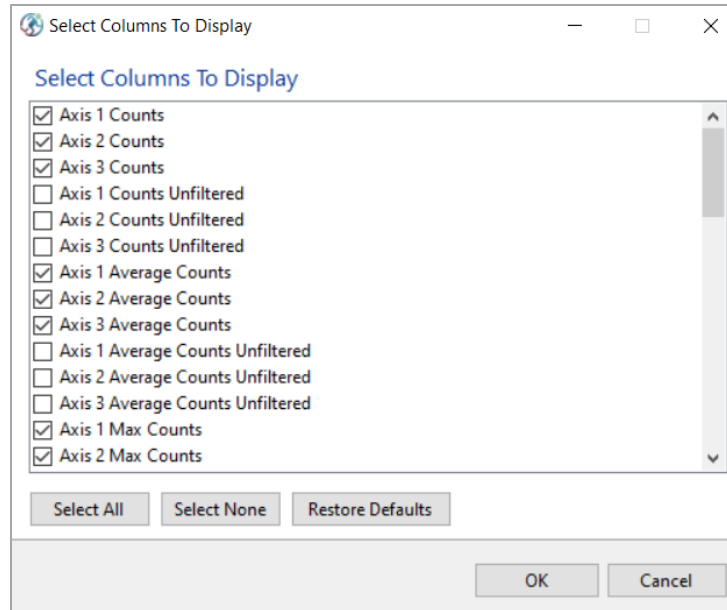 Select Columns To Display
Select Columns To Display
Axis 1 Counts
Axis 2 Counts
Axis 3 Counts
Axis 1 Counts Unfiltered
Axis 2 Counts Unfiltered
Axis 3 Counts Unfiltered
Axis 1 Average Counts
Axis 2 Average Counts
Axis 3 Average Counts
Axis 1 Average Counts Unfiltered
Axis 2 Average Counts Unfiltered
Axis 3 Average Counts Unfiltered
Axis 1 Max Counts
Axis 2 Max Counts
Select All Select None Restore Defaults
OK Cancel